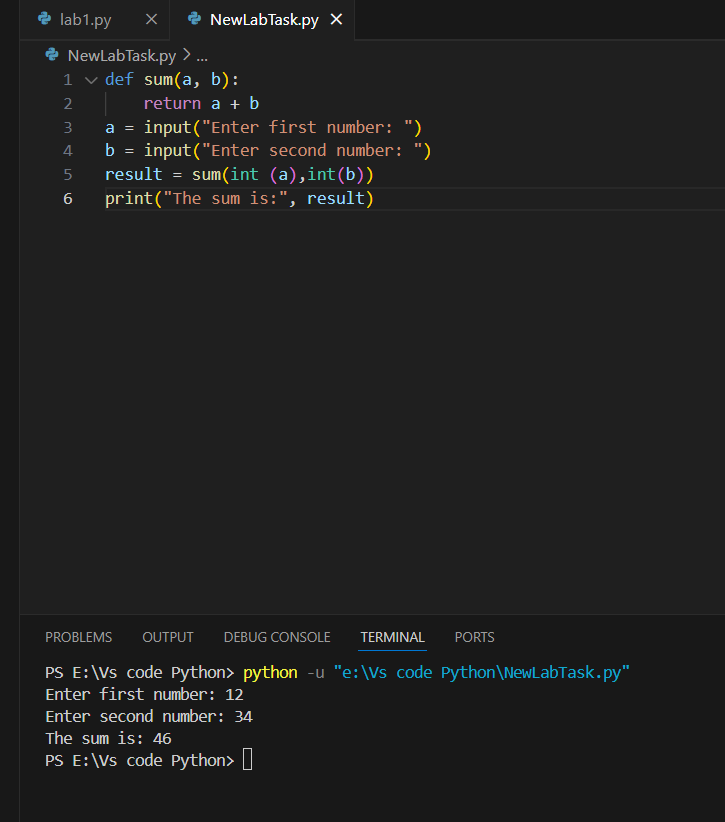 lab1.py NewLabTask.py
NewLabTask.py > ...
1 def sum(a, b):
2     return a + b
3 a = input("Enter first number: ")
4 b = input("Enter second number: ")
5 result = sum(int (a),int(b))
6 print("The sum is:", result)
PROBLEMS OUTPUT DEBUG CONSOLE TERMINAL PORTS
PS E:\Vs code Python> python -u "e:\Vs code Python\NewLabTask.py"
Enter first number: 12
Enter second number: 34
The sum is: 46
PS E:\Vs code Python>